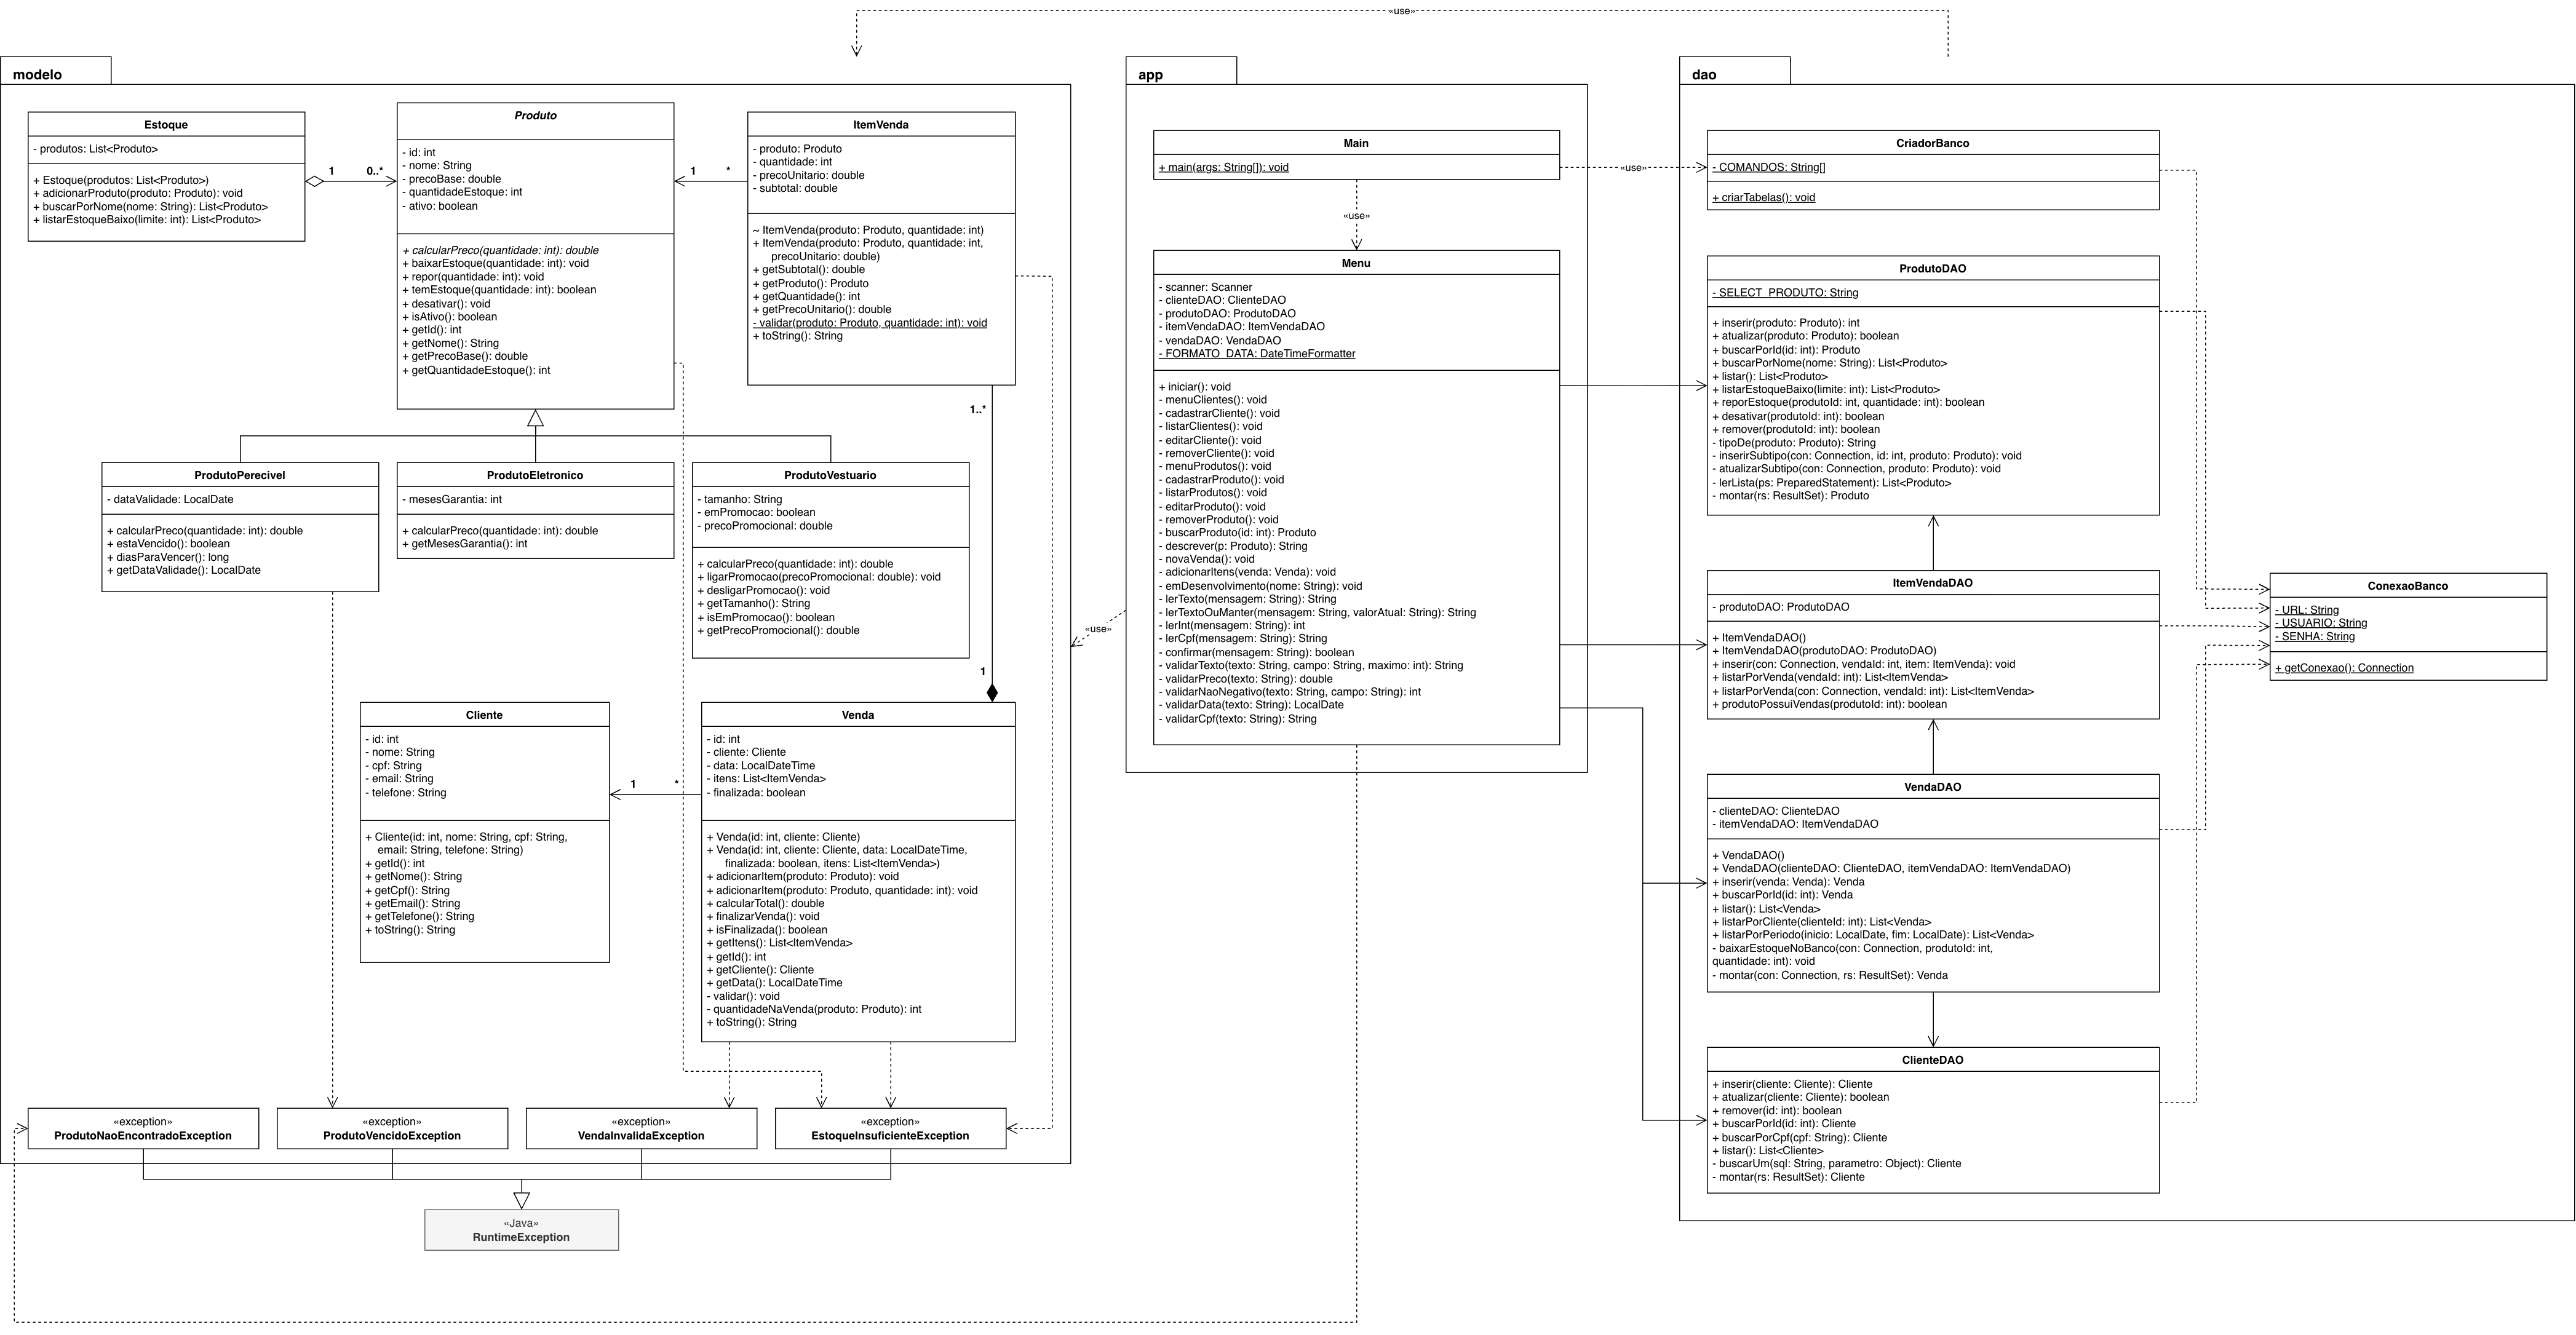 «use»
modelo
Estoque
- produtos: List<Produto>
+ Estoque(produtos: List<Produto>)
+ adicionarProduto(produto: Produto): void
+ buscarPorNome(nome: String): List<Produto>
+ listarEstoqueBaixo(limite: int): List<Produto>
1
0..*
Produto
- id: int
- nome: String
- precoBase: double
- quantidadeEstoque: int
- ativo: boolean
+ calcularPreco(quantidade: int): double
+ baixarEstoque(quantidade: int): void
+ repor(quantidade: int): void
+ temEstoque(quantidade: int): boolean
+ desativar(): void
+ isAtivo(): boolean
+ getId(): int
+ getNome(): String
+ getPrecoBase(): double
+ getQuantidadeEstoque(): int
1
*
ItemVenda
- produto: Produto
- quantidade: int
- precoUnitario: double
- subtotal: double
~ ItemVenda(produto: Produto, quantidade: int)
+ ItemVenda(produto: Produto, quantidade: int,
precoUnitario: double)
+ getSubtotal(): double
+ getProduto(): Produto
+ getQuantidade(): int
+ getPrecoUnitario(): double
- validar(produto: Produto, quantidade: int): void
+ toString(): String
1..*
1
ProdutoPerecivel
- dataValidade: LocalDate
+ calcularPreco(quantidade: int): double
+ estaVencido(): boolean
+ diasParaVencer(): long
+ getDataValidade(): LocalDate
ProdutoEletronico
- mesesGarantia: int
+ calcularPreco(quantidade: int): double
+ getMesesGarantia(): int
ProdutoVestuario
- tamanho: String
- emPromocao: boolean
- precoPromocional: double
+ calcularPreco(quantidade: int): double
+ ligarPromocao(precoPromocional: double): void
+ desligarPromocao(): void
+ getTamanho(): String
+ isEmPromocao(): boolean
+ getPrecoPromocional(): double
Cliente
- id: int
- nome: String
- cpf: String
- email: String
- telefone: String
+ Cliente(id: int, nome: String, cpf: String,
email: String, telefone: String)
+ getId(): int
+ getNome(): String
+ getCpf(): String
+ getEmail(): String
+ getTelefone(): String
+ toString(): String
1
*
Venda
- id: int
- cliente: Cliente
- data: LocalDateTime
- itens: List<ItemVenda>
- finalizada: boolean
+ Venda(id: int, cliente: Cliente)
+ Venda(id: int, cliente: Cliente, data: LocalDateTime,
finalizada: boolean, itens: List<ItemVenda>)
+ adicionarItem(produto: Produto): void
+ adicionarItem(produto: Produto, quantidade: int): void
+ calcularTotal(): double
+ finalizarVenda(): void
+ isFinalizada(): boolean
+ getItens(): List<ItemVenda>
+ getId(): int
+ getCliente(): Cliente
+ getData(): LocalDateTime
- validar(): void
- quantidadeNaVenda(produto: Produto): int
+ toString(): String
«exception»
ProdutoNaoEncontradoException
«exception»
ProdutoVencidoException
«exception»
VendaInvalidaException
«exception»
EstoqueInsuficienteException
«Java»
RuntimeException
«use»
app
Main
+ main(args: String[]): void
«use»
«use»
Menu
- scanner: Scanner
- clienteDAO: ClienteDAO
- produtoDAO: ProdutoDAO
- itemVendaDAO: ItemVendaDAO
- vendaDAO: VendaDAO
- FORMATO_DATA: DateTimeFormatter
+ iniciar(): void
- menuClientes(): void
- cadastrarCliente(): void
- listarClientes(): void
- editarCliente(): void
- removerCliente(): void
- menuProdutos(): void
- cadastrarProduto(): void
- listarProdutos(): void
- editarProduto(): void
- removerProduto(): void
- buscarProduto(id: int): Produto
- descrever(p: Produto): String
- novaVenda(): void
- adicionarItens(venda: Venda): void
- emDesenvolvimento(nome: String): void
- lerTexto(mensagem: String): String
- lerTextoOuManter(mensagem: String, valorAtual: String): String
- lerInt(mensagem: String): int
- lerCpf(mensagem: String): String
- confirmar(mensagem: String): boolean
- validarTexto(texto: String, campo: String, maximo: int): String
- validarPreco(texto: String): double
- validarNaoNegativo(texto: String, campo: String): int
- validarData(texto: String): LocalDate
- validarCpf(texto: String): String
dao
CriadorBanco
- COMANDOS: String[]
+ criarTabelas(): void
ProdutoDAO
- SELECT_PRODUTO: String
+ inserir(produto: Produto): int
+ atualizar(produto: Produto): boolean
+ buscarPorId(id: int): Produto
+ buscarPorNome(nome: String): List<Produto>
+ listar(): List<Produto>
+ listarEstoqueBaixo(limite: int): List<Produto>
+ reporEstoque(produtoId: int, quantidade: int): boolean
+ desativar(produtoId: int): boolean
+ remover(produtoId: int): boolean
- tipoDe(produto: Produto): String
- inserirSubtipo(con: Connection, id: int, produto: Produto): void
- atualizarSubtipo(con: Connection, produto: Produto): void
- lerLista(ps: PreparedStatement): List<Produto>
- montar(rs: ResultSet): Produto
ItemVendaDAO
- produtoDAO: ProdutoDAO
+ ItemVendaDAO()
+ ItemVendaDAO(produtoDAO: ProdutoDAO)
+ inserir(con: Connection, vendaId: int, item: ItemVenda): void
+ listarPorVenda(vendaId: int): List<ItemVenda>
+ listarPorVenda(con: Connection, vendaId: int): List<ItemVenda>
+ produtoPossuiVendas(produtoId: int): boolean
ConexaoBanco
- URL: String
- USUARIO: String
- SENHA: String
+ getConexao(): Connection
VendaDAO
- clienteDAO: ClienteDAO
- itemVendaDAO: ItemVendaDAO
+ VendaDAO()
+ VendaDAO(clienteDAO: ClienteDAO, itemVendaDAO: ItemVendaDAO)
+ inserir(venda: Venda): Venda
+ buscarPorId(id: int): Venda
+ listar(): List<Venda>
+ listarPorCliente(clienteId: int): List<Venda>
+ listarPorPeriodo(inicio: LocalDate, fim: LocalDate): List<Venda>
- baixarEstoqueNoBanco(con: Connection, produtoId: int,
quantidade: int): void
- montar(con: Connection, rs: ResultSet): Venda
ClienteDAO
+ inserir(cliente: Cliente): Cliente
+ atualizar(cliente: Cliente): boolean
+ remover(id: int): boolean
+ buscarPorId(id: int): Cliente
+ buscarPorCpf(cpf: String): Cliente
+ listar(): List<Cliente>
- buscarUm(sql: String, parametro: Object): Cliente
- montar(rs: ResultSet): Cliente